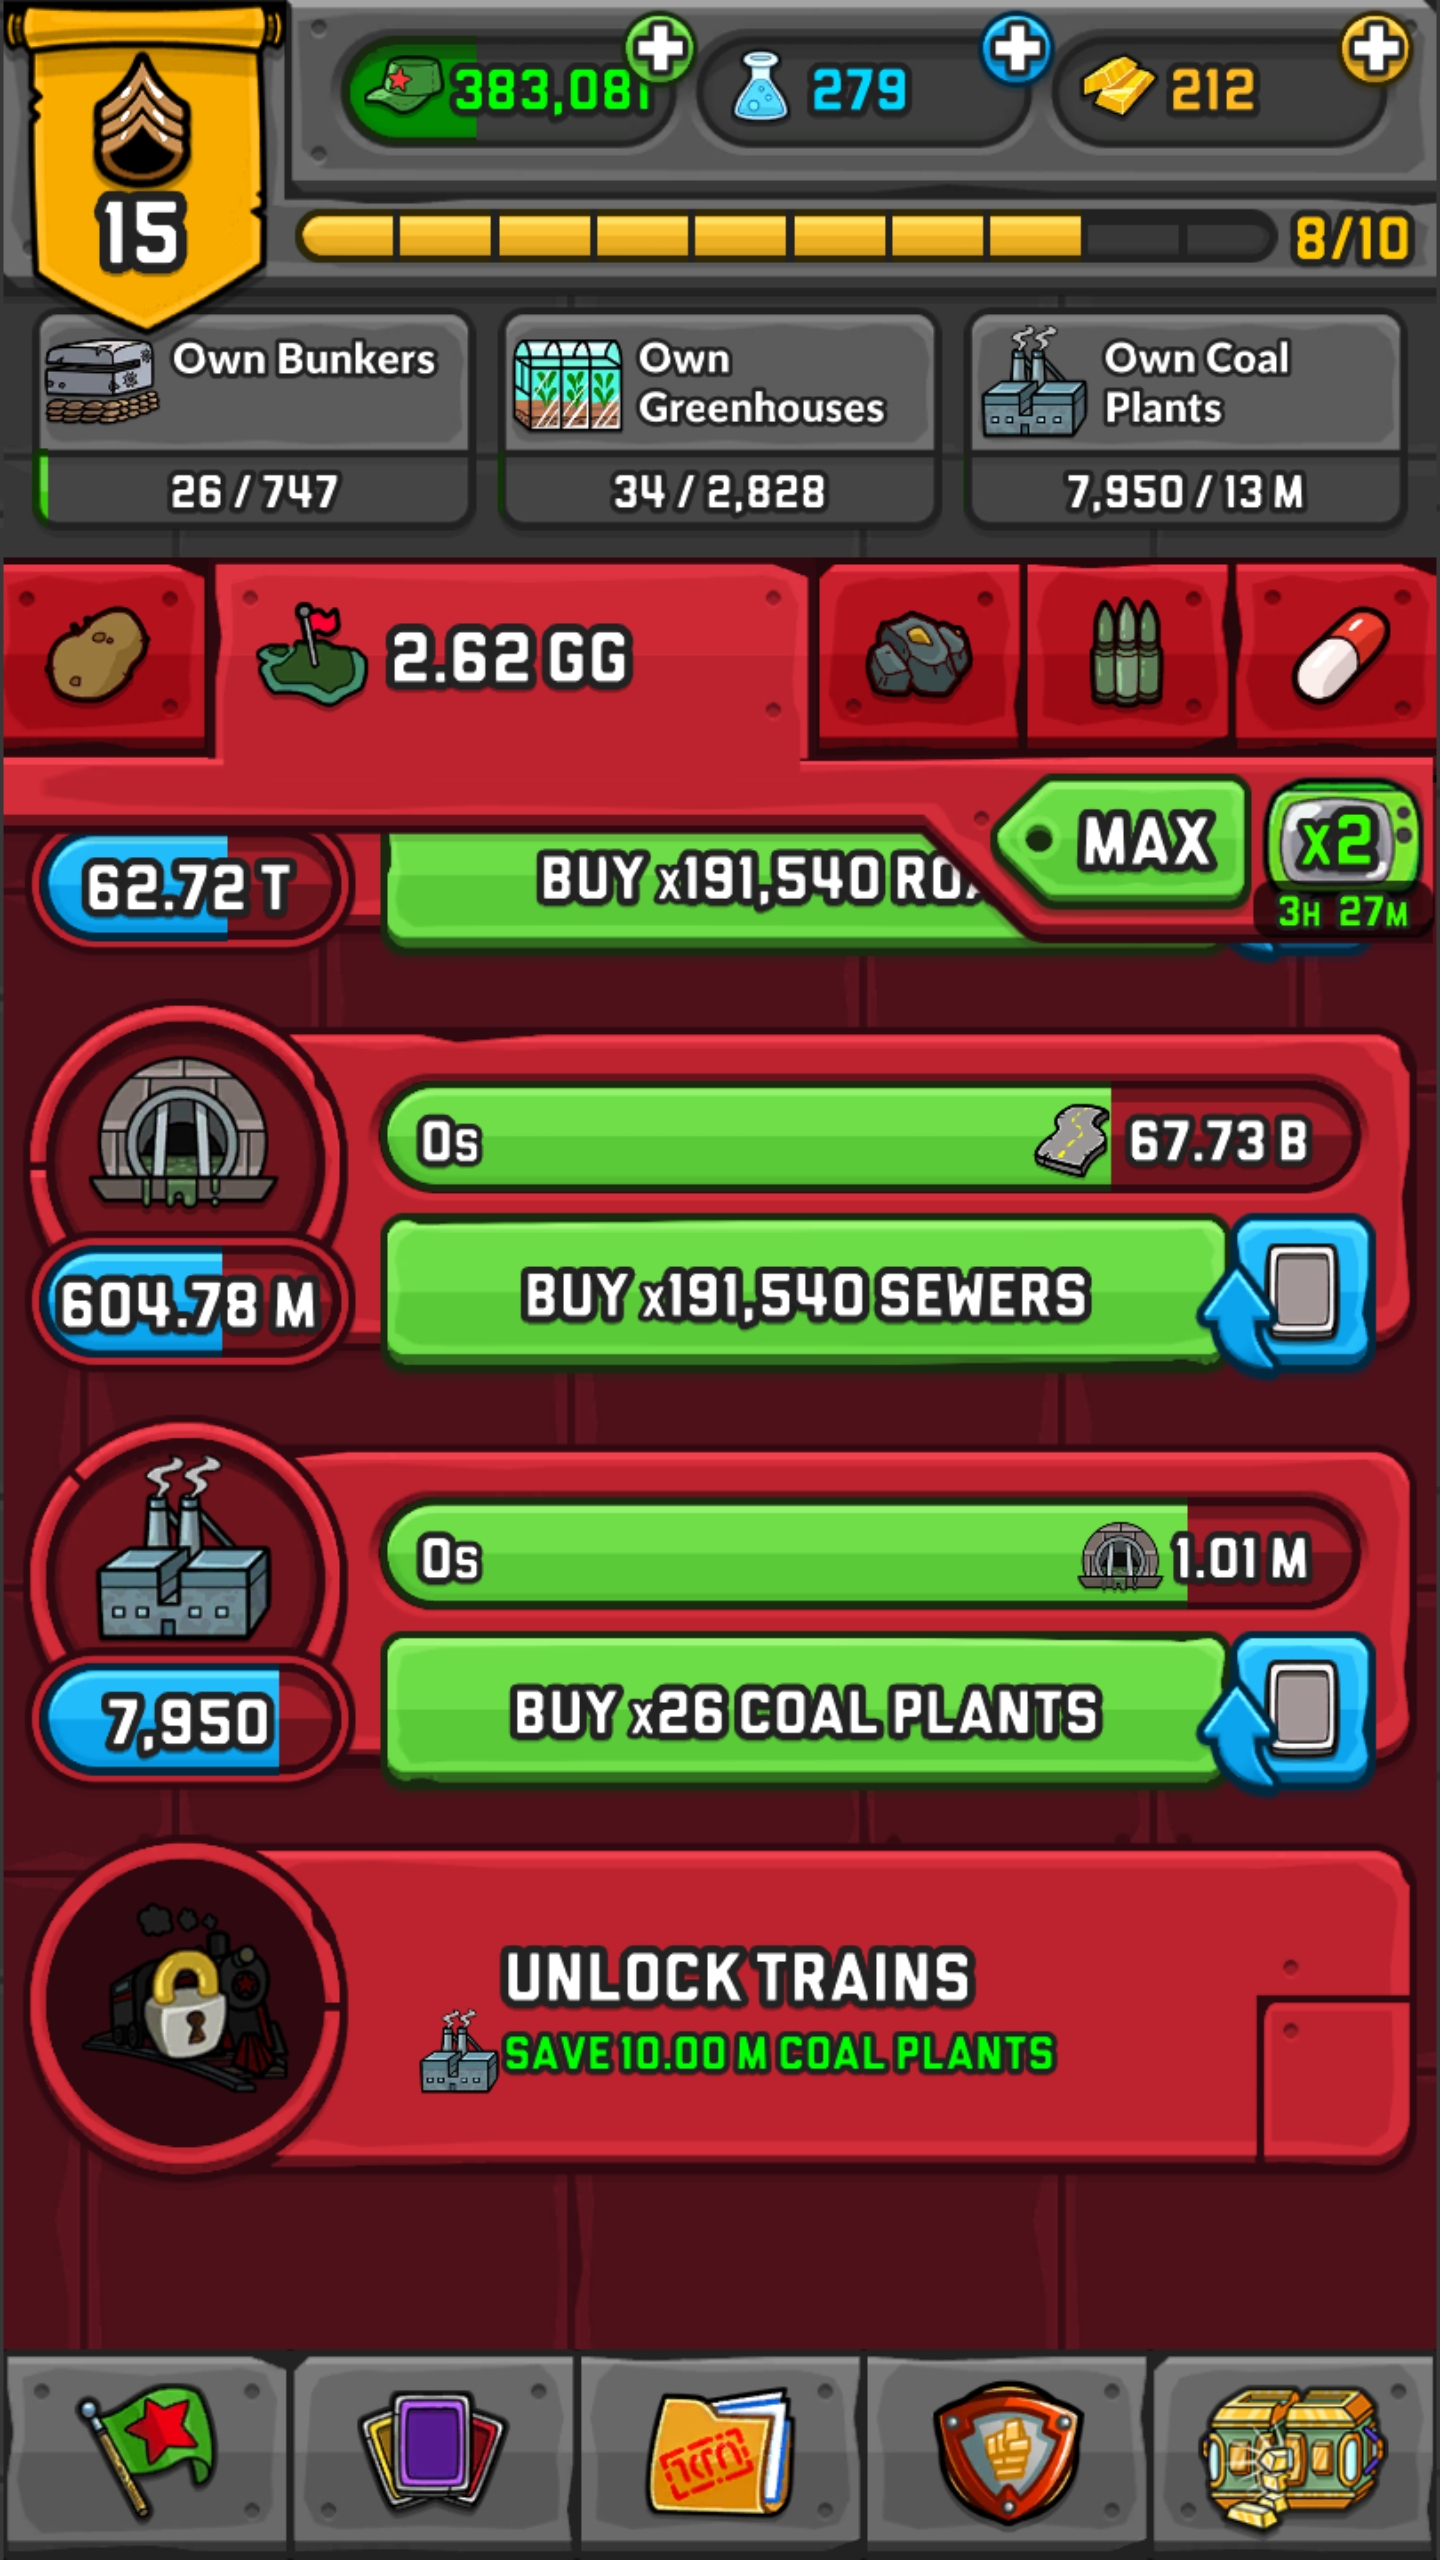 383,081
279
212
15
8/10
Own Bunkers
26 / 747
Own
Greenhouses
34 / 2,828
Own Coal
Plants
7,950 / 13 M
2.62 GG
MAX
x2
3H 27M
62.72 T
BUY x191,540
0s
67.73 B
604.78 M
BUY x191,540 SEWERS
0s
1.01 M
7,950
BUY x26 COAL PLANTS
UNLOCK TRAINS
SAVE 10.00 M COAL PLANTS